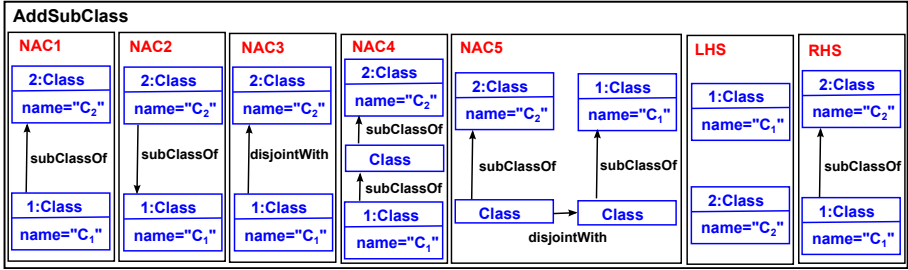 AddSubClass
NAC1
2:Class
name="C₂"
subClassOf
1:Class
name="C₁"
NAC2
2:Class
name="C₂"
subClassOf
1:Class
name="C₁"
NAC3
2:Class
name="C₂"
disjointWith
1:Class
name="C₁"
NAC4
2:Class
name="C₂"
subClassOf
Class
subClassOf
1:Class
name="C₁"
NAC5
2:Class
name="C₂"
1:Class
name="C₁"
subClassOf
subClassOf
Class
Class
disjointWith
LHS
1:Class
name="C₁"
2:Class
name="C₂"
RHS
2:Class
name="C₂"
subClassOf
1:Class
name="C₁"